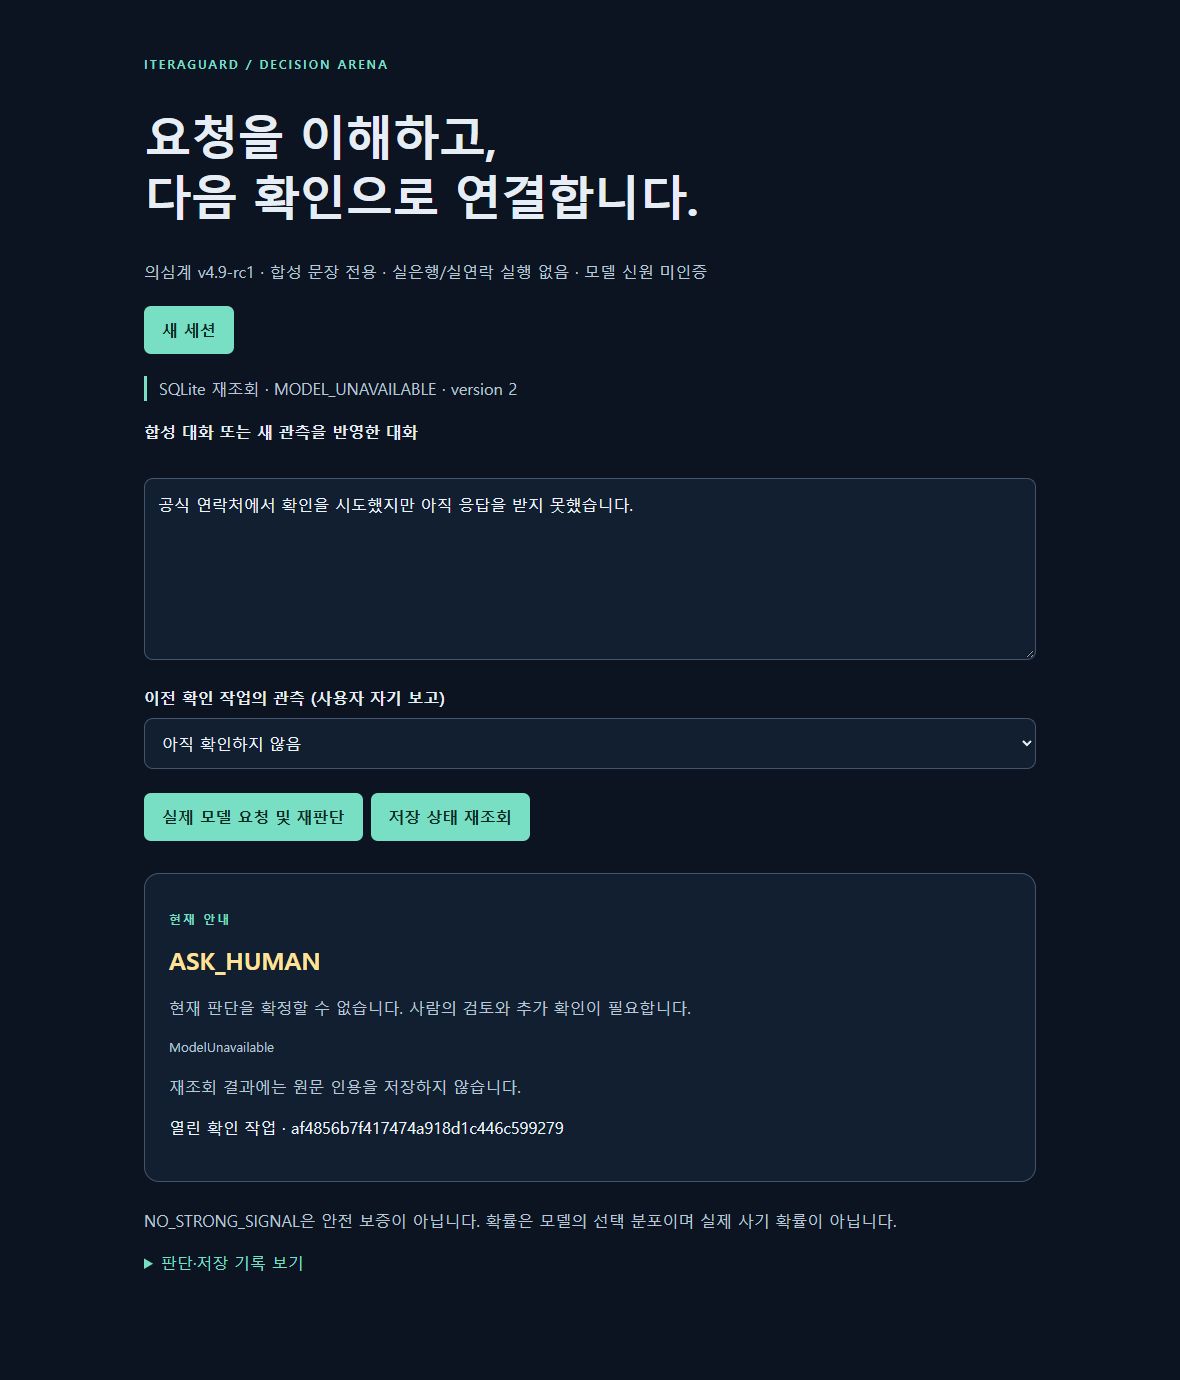 ITERAGUARD / DECISION ARENA
요청을 이해하고,
다음 확인으로 연결합니다.
의심계 v4.9-rc1 · 합성 문장 전용 · 실은행/실연락 실행 없음 · 모델 신원 미인증
새 세션
SQLite 재조회 · MODEL_UNAVAILABLE · version 2
합성 대화 또는 새 관측을 반영한 대화
공식 연락처에서 확인을 시도했지만 아직 응답을 받지 못했습니다.
이전 확인 작업의 관측 (사용자 자기 보고)
아직 확인하지 않음
실제 모델 요청 및 재판단
저장 상태 재조회
현재 안내
ASK_HUMAN
현재 판단을 확정할 수 없습니다. 사람의 검토와 추가 확인이 필요합니다.
ModelUnavailable
재조회 결과에는 원문 인용을 저장하지 않습니다.
열린 확인 작업 · af4856b7f417474a918d1c446c599279
NO_STRONG_SIGNAL은 안전 보증이 아닙니다. 확률은 모델의 선택 분포이며 실제 사기 확률이 아닙니다.
▶ 판단·저장 기록 보기